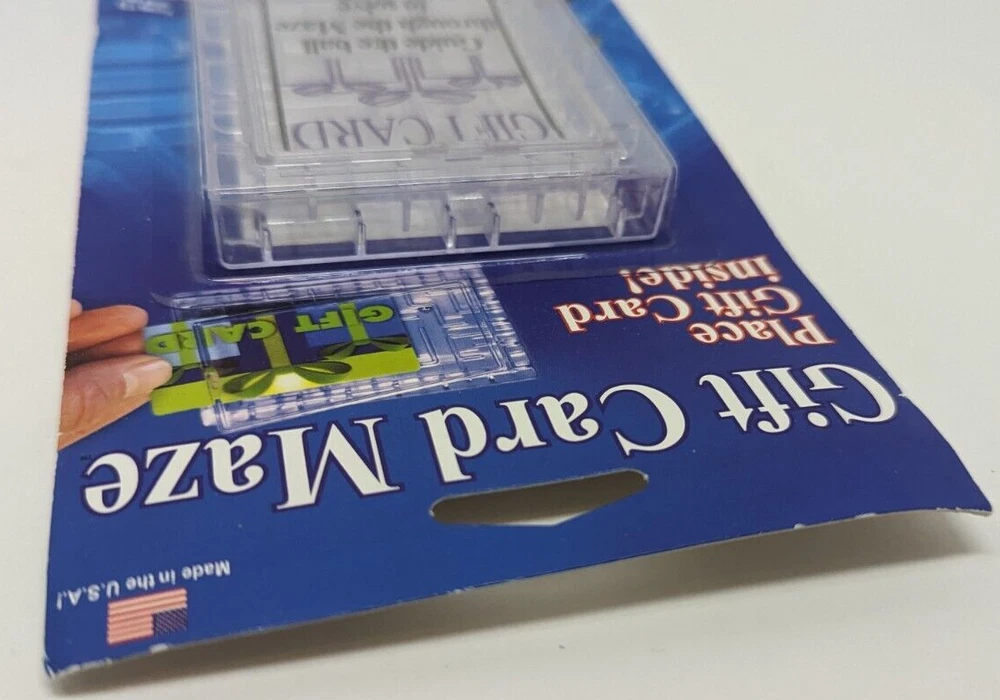 Made in the U.S.A.!
Gift Card Maze™
Place
Gift Card
inside!
GIFT CARD
GIFT CARD
Guide the ball
through the Maze
to solve